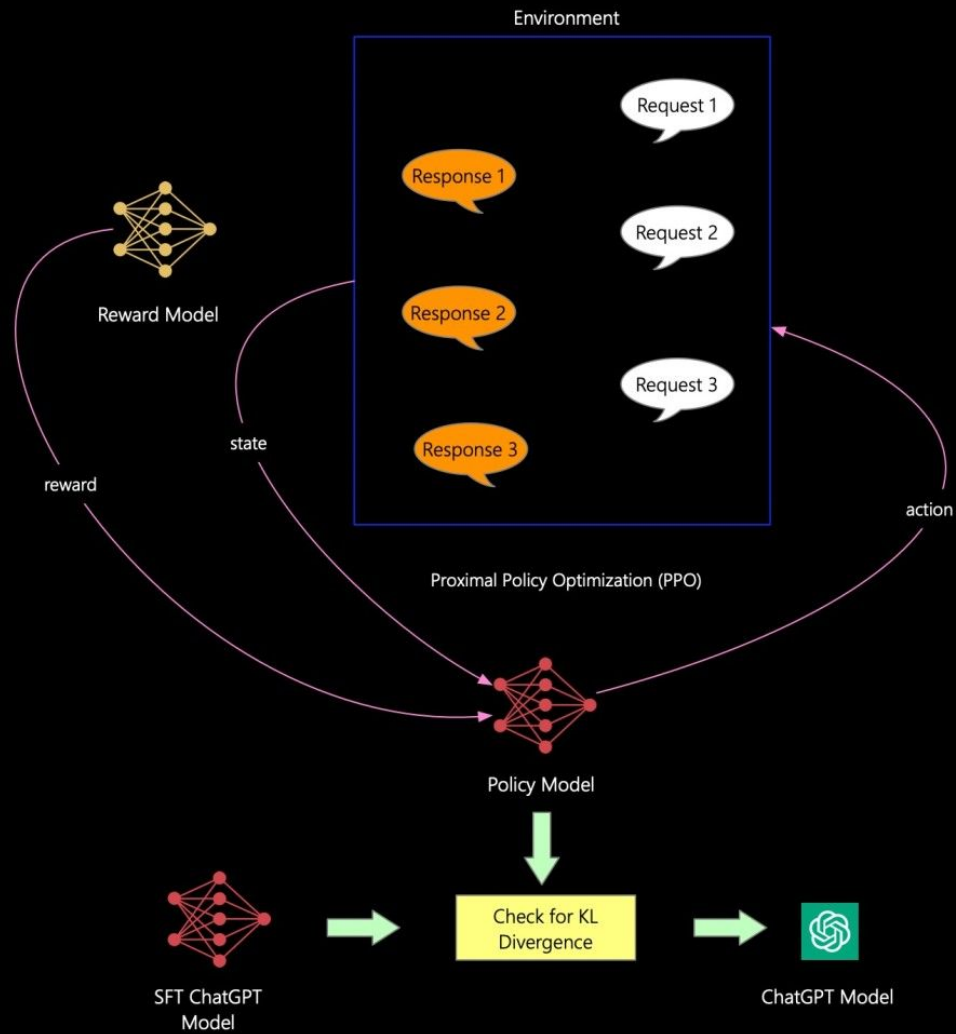 Environment
Request 1
Response 1
Request 2
Reward Model
Response 2
Request 3
state
Response 3
reward
action
Proximal Policy Optimization (PPO)
Policy Model
Check for KL
Divergence
SFT ChatGPT
Model
ChatGPT Model